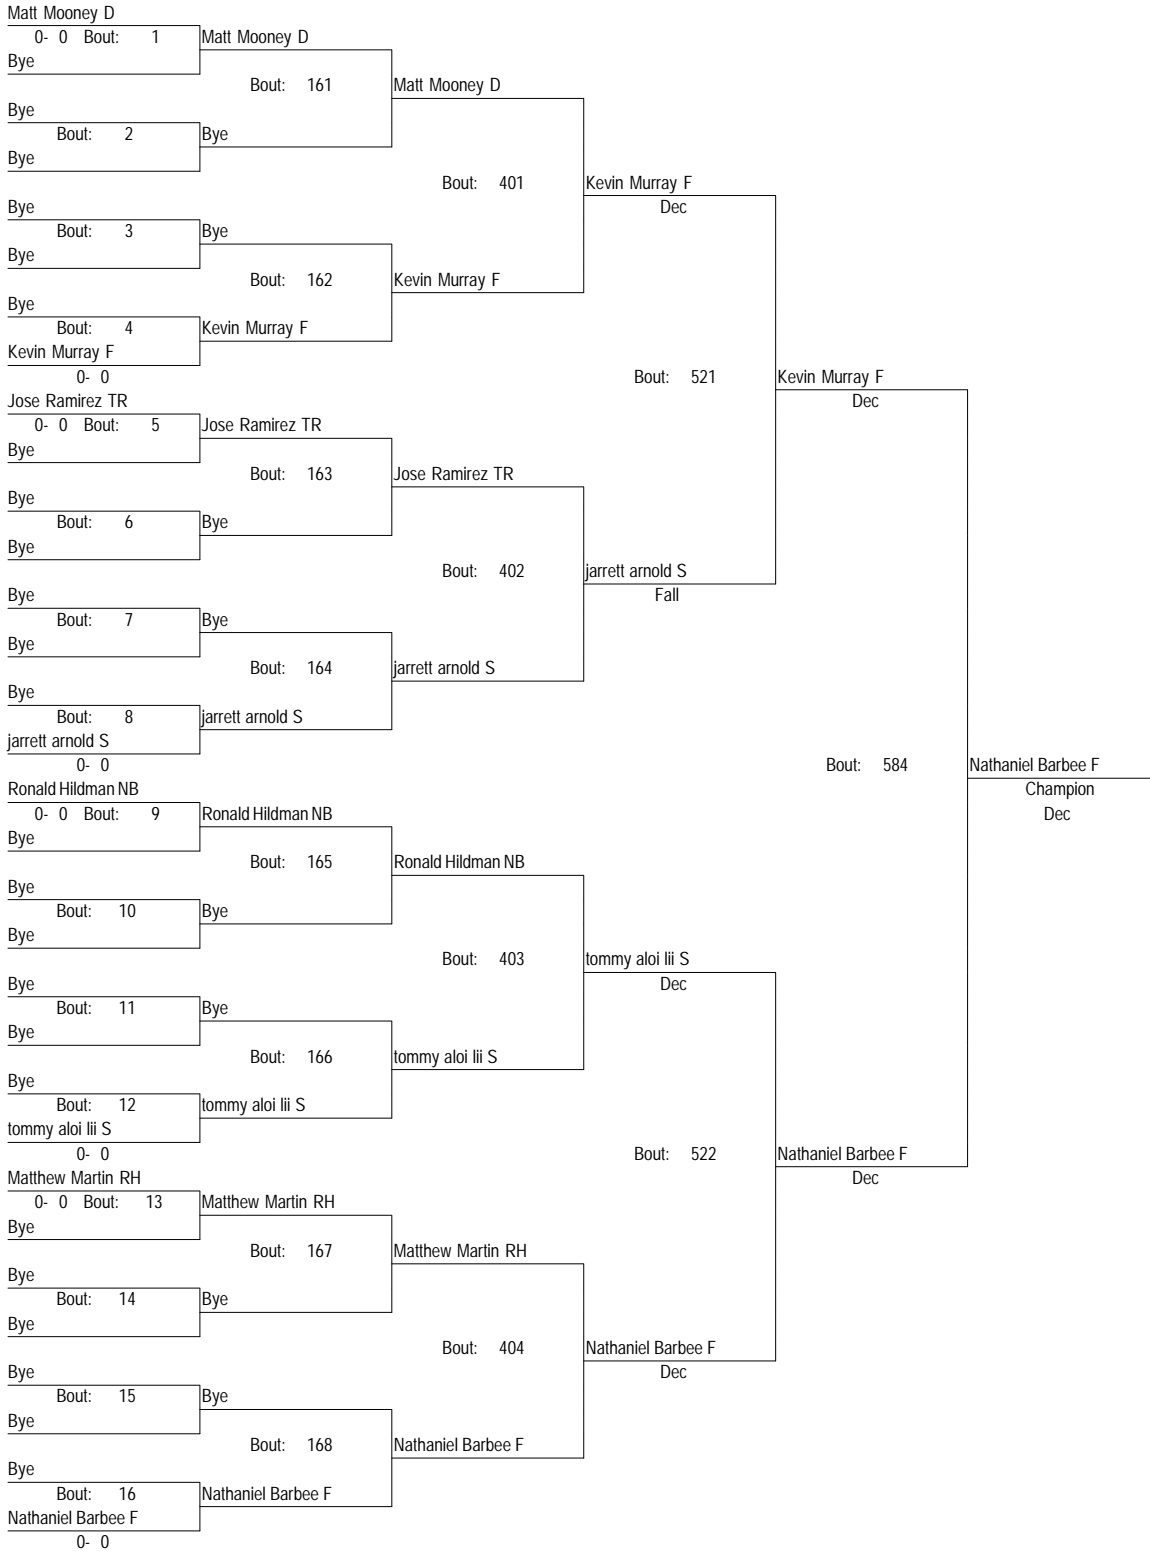 Matt Mooney D
0- 0 Bout: 1 Matt Mooney D
Bye
Bout: 161 Matt Mooney D
Bye
Bout: 2 Bye
Bye
Bout: 401 Kevin Murray F
Bye Dec
Bout: 3 Bye
Bye
Bout: 162 Kevin Murray F
Bye
Bout: 4 Kevin Murray F
Kevin Murray F
0- 0 Bout: 521 Kevin Murray F
Jose Ramirez TR Dec
0- 0 Bout: 5 Jose Ramirez TR
Bye
Bout: 163 Jose Ramirez TR
Bye
Bout: 6 Bye
Bye
Bout: 402 jarrett arnold S
Bye Fall
Bout: 7 Bye
Bye
Bout: 164 jarrett arnold S
Bye
Bout: 8 jarrett arnold S
jarrett arnold S
0- 0 Bout: 584 Nathaniel Barbee F
Ronald Hildman NB Champion
0- 0 Bout: 9 Ronald Hildman NB Dec
Bye
Bout: 165 Ronald Hildman NB
Bye
Bout: 10 Bye
Bye
Bout: 403 tommy aloi lii S
Bye Dec
Bout: 11 Bye
Bye
Bout: 166 tommy aloi lii S
Bye
Bout: 12 tommy aloi lii S
tommy aloi lii S
0- 0 Bout: 522 Nathaniel Barbee F
Matthew Martin RH Dec
0- 0 Bout: 13 Matthew Martin RH
Bye
Bout: 167 Matthew Martin RH
Bye
Bout: 14 Bye
Bye
Bout: 404 Nathaniel Barbee F
Bye Dec
Bout: 15 Bye
Bye
Bout: 168 Nathaniel Barbee F
Bye
Bout: 16 Nathaniel Barbee F
Nathaniel Barbee F
0- 0